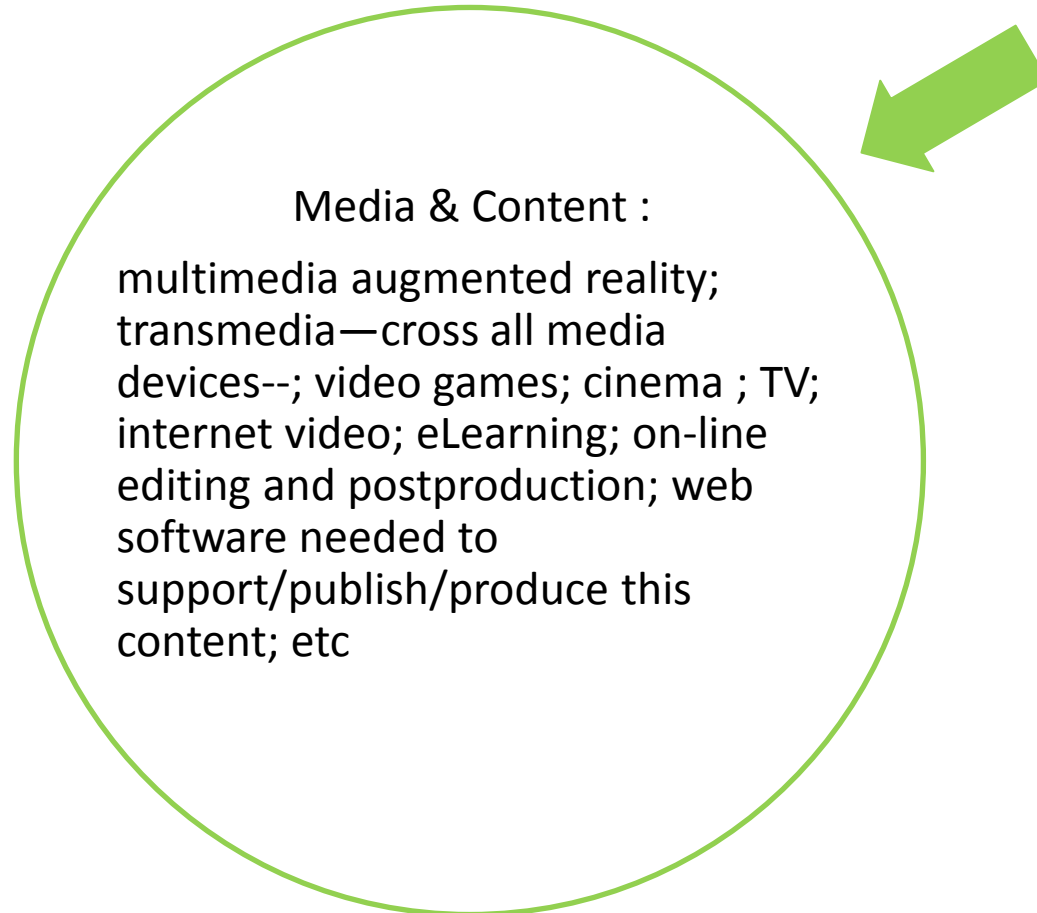 Media & Content :
multimedia augmented reality;
transmedia—cross all media
devices--; video games; cinema ; TV;
internet video; eLearning; on-line
editing and postproduction; web
software needed to
support/publish/produce this
content; etc